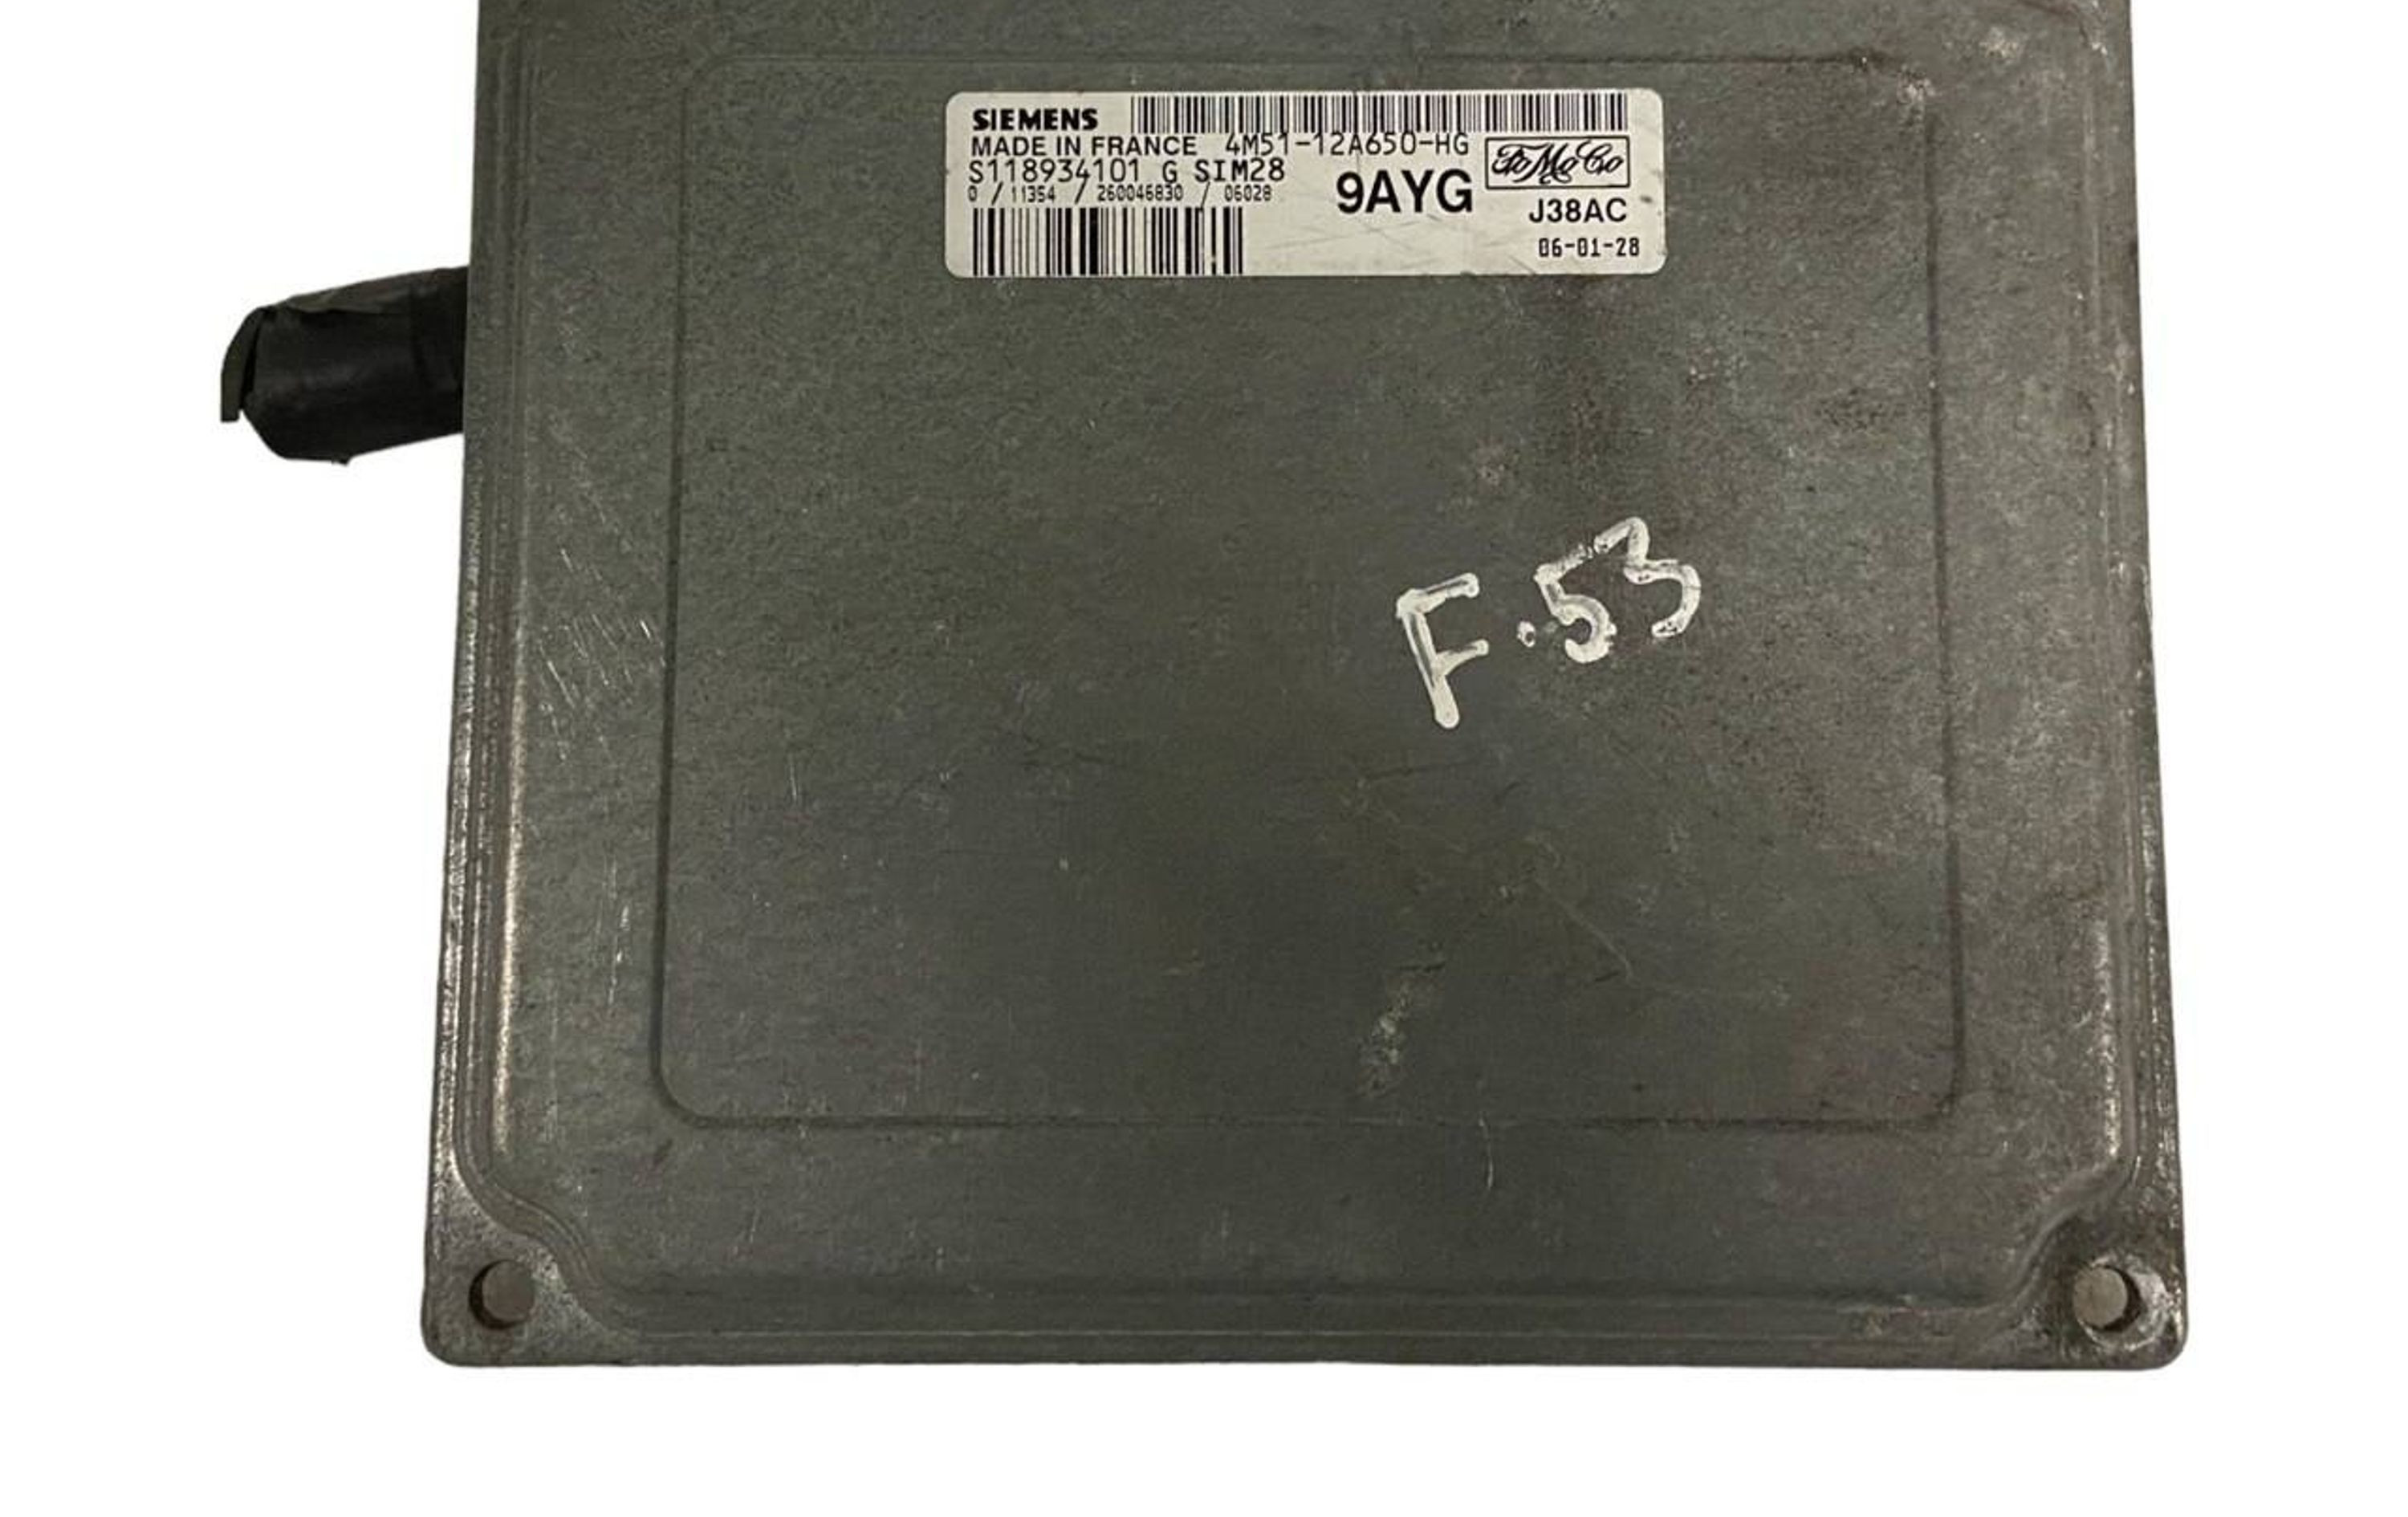 SIEMENS
MADE IN FRANCE 4M51-12A650-HG
S118934101 G SIM28
0 / 11354 / 260046830 / 06028
9AYG
FoMoCo
J38AC
06-01-28
F.53